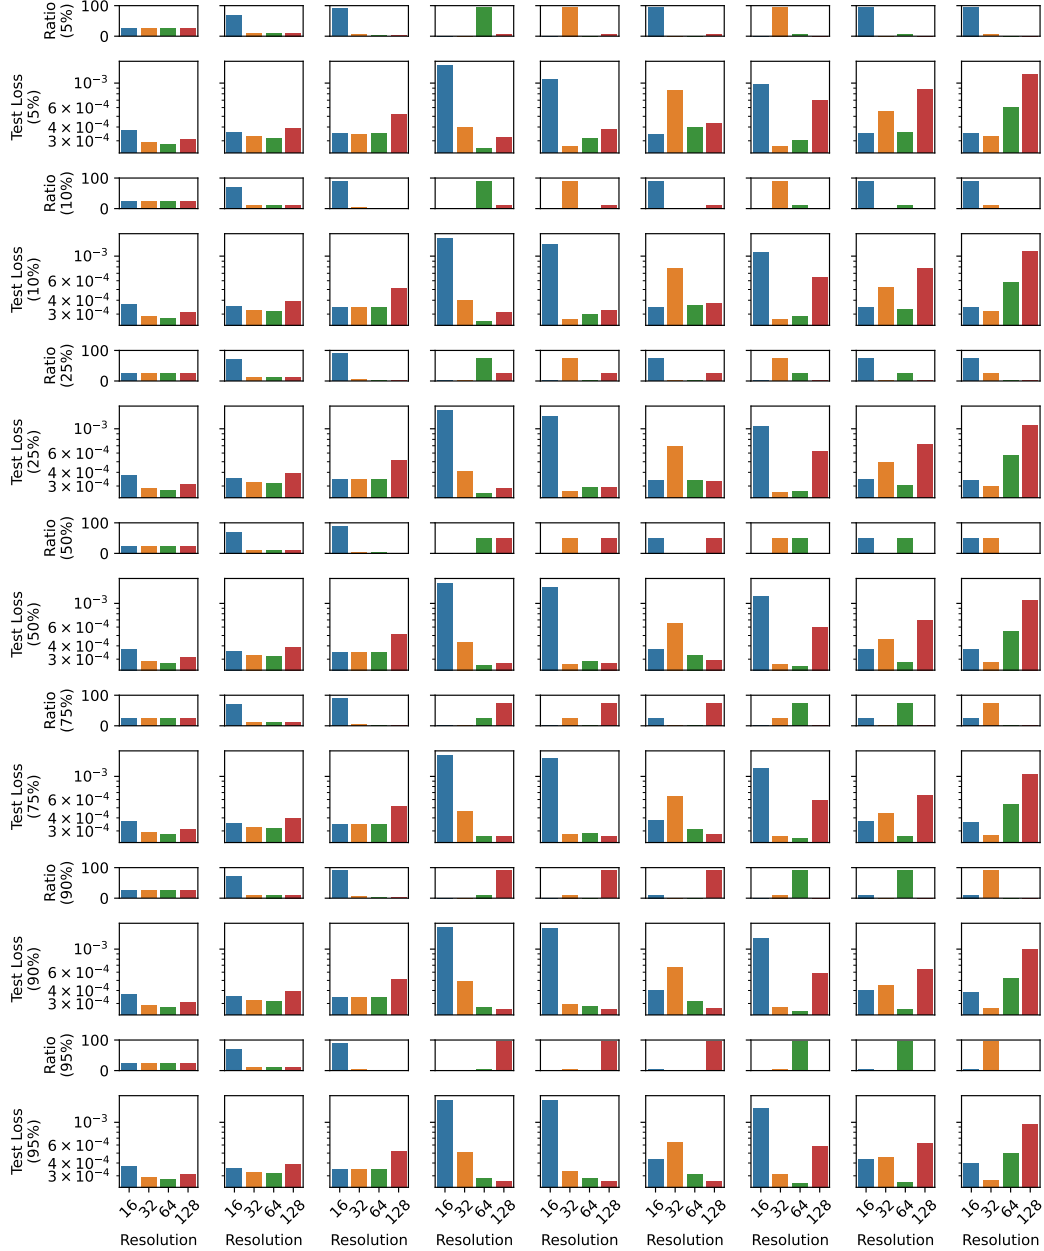 Ratio
(5%)
100
0
Test Loss
(5%)
10⁻³
6 × 10⁻⁴
4 × 10⁻⁴
3 × 10⁻⁴
Ratio
(10%)
100
0
Test Loss
(10%)
10⁻³
6 × 10⁻⁴
4 × 10⁻⁴
3 × 10⁻⁴
Ratio
(25%)
100
0
Test Loss
(25%)
10⁻³
6 × 10⁻⁴
4 × 10⁻⁴
3 × 10⁻⁴
Ratio
(50%)
100
0
Test Loss
(50%)
10⁻³
6 × 10⁻⁴
4 × 10⁻⁴
3 × 10⁻⁴
Ratio
(75%)
100
0
Test Loss
(75%)
10⁻³
6 × 10⁻⁴
4 × 10⁻⁴
3 × 10⁻⁴
Ratio
(90%)
100
0
Test Loss
(90%)
10⁻³
6 × 10⁻⁴
4 × 10⁻⁴
3 × 10⁻⁴
Ratio
(95%)
100
0
Test Loss
(95%)
10⁻³
6 × 10⁻⁴
4 × 10⁻⁴
3 × 10⁻⁴
16 32 64 128 16 32 64 128 16 32 64 128 16 32 64 128 16 32 64 128 16 32 64 128 16 32 64 128 16 32 64 128 16 32 64 128
Resolution Resolution Resolution Resolution Resolution Resolution Resolution Resolution Resolution